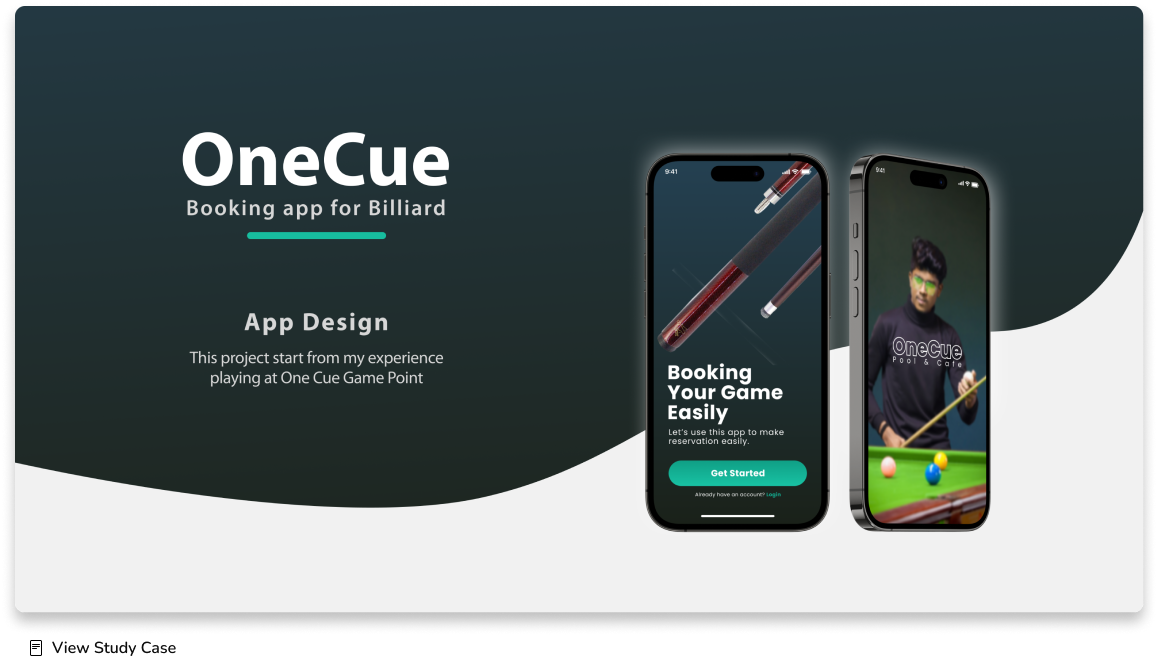 OneCue
Booking app for Billiard
App Design
This project start from my experience
playing at One Cue Game Point
9:41
Booking
Your Game
Easily
Let's use this app to make
reservation easily.
Get Started
Already have an account? Login
9:41
OneCue
Pool & Cafe
View Study Case